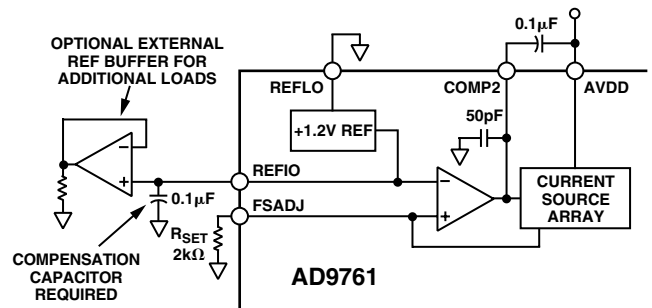 OPTIONAL EXTERNAL
REF BUFFER FOR
ADDITIONAL LOADS
0.1μF
REFLO
COMP2
AVDD
50pF
+1.2V REF
–
+
REFIO
0.1μF
FSADJ
RSET
2kΩ
–
+
CURRENT
SOURCE
ARRAY
COMPENSATION
CAPACITOR
REQUIRED
AD9761